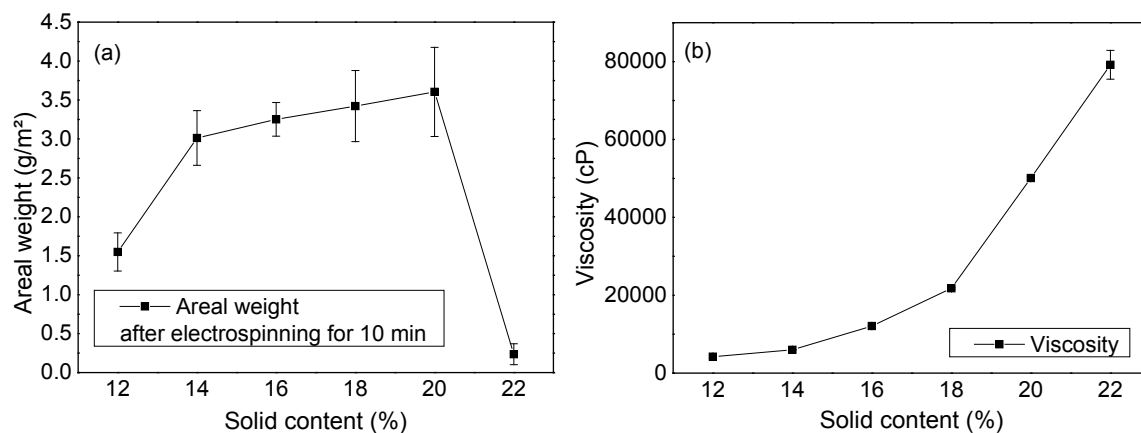 (a)
4.5
4.0
3.5
3.0
2.5
2.0
1.5
1.0
0.5
0.0
Areal weight (g/m²)
Areal weight
after electrospinning for 10 min
12 14 16 18 20 22
Solid content (%)
(b)
80000
60000
40000
20000
0
Viscosity (cP)
Viscosity
12 14 16 18 20 22
Solid content (%)